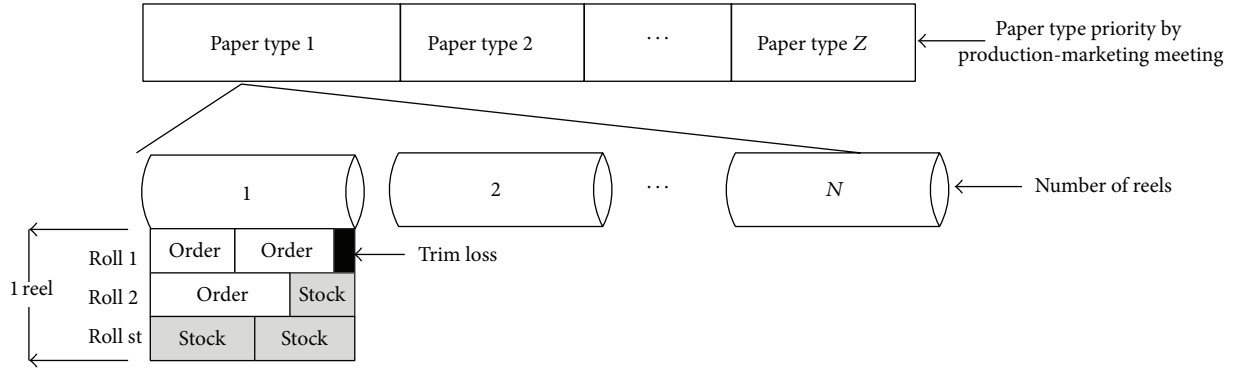 Paper type 1
Paper type 2
...
Paper type Z
Paper type priority by
production-marketing meeting
1
2
...
N
Number of reels
1 reel
Roll 1
Order
Order
Trim loss
Roll 2
Order
Stock
Roll st
Stock
Stock